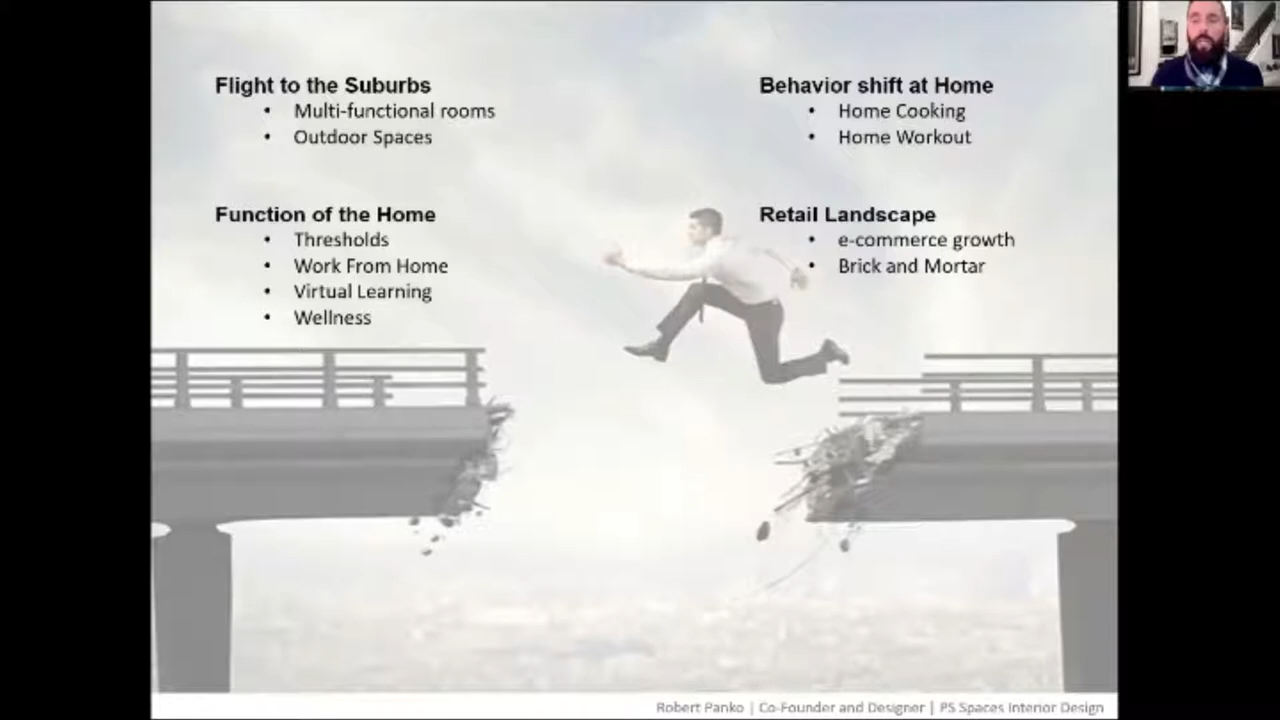 Flight to the Suburbs
• Multi-functional rooms
• Outdoor Spaces
Function of the Home
• Thresholds
• Work From Home
• Virtual Learning
• Wellness
Behavior shift at Home
• Home Cooking
• Home Workout
Retail Landscape
• e-commerce growth
• Brick and Mortar
Robert Panko | Co-Founder and Designer | PS Spaces Interior Design